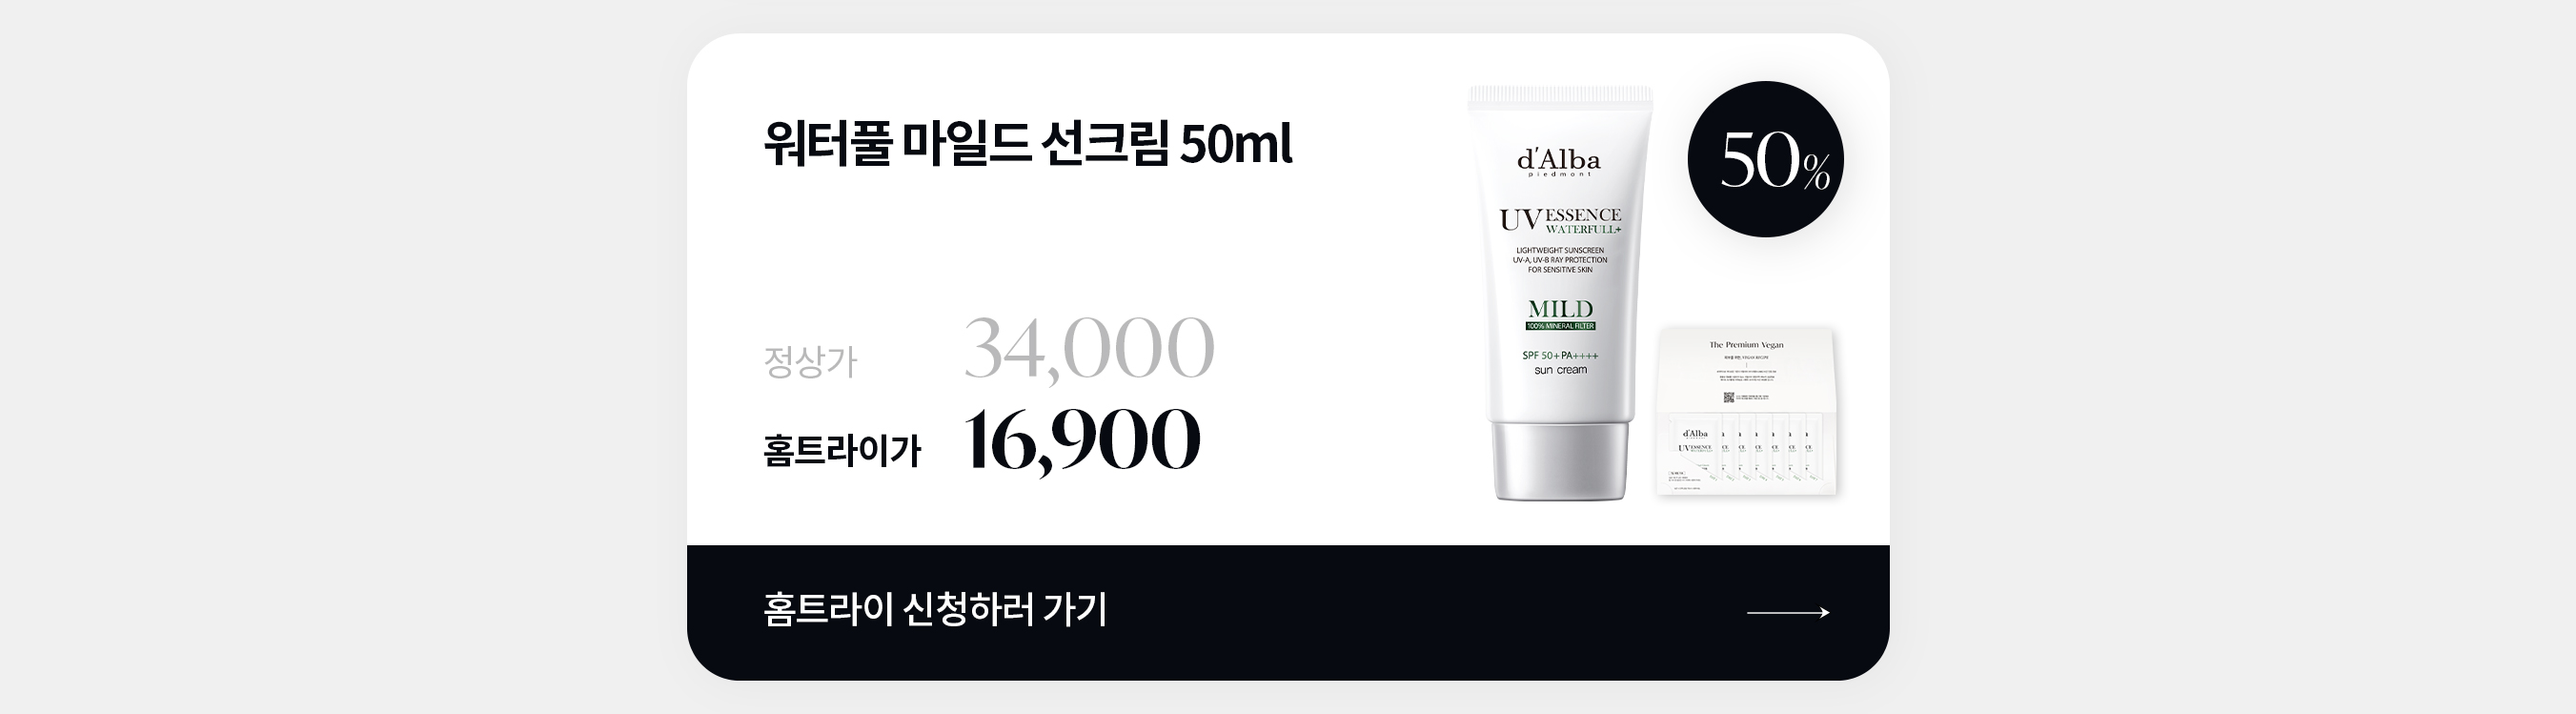 워터풀 마일드 선크림 50ml
50%
정상가 34,000
홈트라이가 16,900
d'Alba
piedmont
UV ESSENCE
WATERFULL+
LIGHTWEIGHT SUNSCREEN
UV-A, UV-B RAY PROTECTION
FOR SENSITIVE SKIN
MILD
100% MINERAL FILTER
SPF 50+ PA++++
sun cream
The Premium Vegan
d'Alba
UV ESSENCE
홈트라이 신청하러 가기